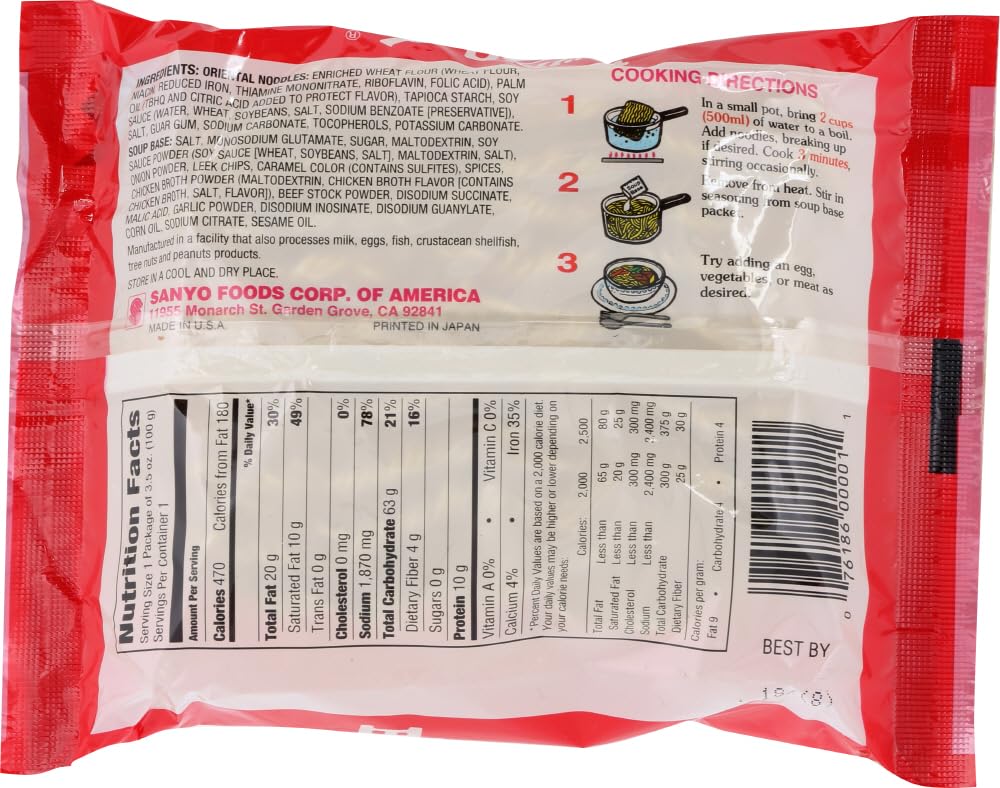 INGREDIENTS: ORIENTAL NOODLES: ENRICHED WHEAT FLOUR (WHEAT FLOUR,
NIACIN, REDUCED IRON, THIAMINE MONONITRATE, RIBOFLAVIN, FOLIC ACID), PALM
OIL (TBHQ AND CITRIC ACID ADDED TO PROTECT FLAVOR), TAPIOCA STARCH, SOY
SAUCE (WATER, WHEAT, SOYBEANS, SALT, SODIUM BENZOATE [PRESERVATIVE]),
SALT, GUAR GUM, SODIUM CARBONATE, TOCOPHEROLS, POTASSIUM CARBONATE.
SOUP BASE: SALT, MONOSODIUM GLUTAMATE, SUGAR, MALTODEXTRIN, SOY
SAUCE POWDER (SOY SAUCE [WHEAT, SOYBEANS, SALT], MALTODEXTRIN, SALT),
ONION POWDER, LEEK CHIPS, CARAMEL COLOR (CONTAINS SULFITES), SPICES,
CHICKEN BROTH POWDER (MALTODEXTRIN, CHICKEN BROTH FLAVOR [CONTAINS
CHICKEN BROTH, SALT, FLAVOR]), BEEF STOCK POWDER, DISODIUM SUCCINATE,
MALIC ACID, GARLIC POWDER, DISODIUM INOSINATE, DISODIUM GUANYLATE,
CORN OIL, SODIUM CITRATE, SESAME OIL.
Manufactured in a facility that also processes milk, eggs, fish, crustacean shellfish,
tree nuts and peanuts products.
STORE IN A COOL AND DRY PLACE.
SANYO FOODS CORP. OF AMERICA
11955 Monarch St. Garden Grove, CA 92841
MADE IN U.S.A. PRINTED IN JAPAN
COOKING DIRECTIONS
1
In a small pot, bring 2 cups
(500ml) of water to a boil.
Add noodles, breaking up
if desired. Cook 3 minutes,
stirring occasionally.
2
Soup Base
Remove from heat. Stir in
seasoning from soup base
packet.
3
Try adding an egg,
vegetables, or meat as
desired.
Nutrition Facts
Serving Size 1 Package of 3.5 oz. (100 g)
Servings Per Container 1
Amount Per Serving
Calories 470 Calories from Fat 180
% Daily Value*
Total Fat 20 g 30%
Saturated Fat 10 g 49%
Trans Fat 0 g
Cholesterol 0 mg 0%
Sodium 1,870 mg 78%
Total Carbohydrate 63 g 21%
Dietary Fiber 4 g 16%
Sugars 0 g
Protein 10 g
Vitamin A 0% • Vitamin C 0%
Calcium 4% • Iron 35%
*Percent Daily Values are based on a 2,000 calorie diet.
Your daily values may be higher or lower depending on
your calorie needs:
Calories: 2,000 2,500
Total Fat Less than 65 g 80 g
Saturated Fat Less than 20 g 25 g
Cholesterol Less than 300 mg 300 mg
Sodium Less than 2,400 mg 2,400 mg
Total Carbohydrate 300 g 375 g
Dietary Fiber 25 g 30 g
Calories per gram:
Fat 9 • Carbohydrate 4 • Protein 4
0 76186 00001 1
BEST BY